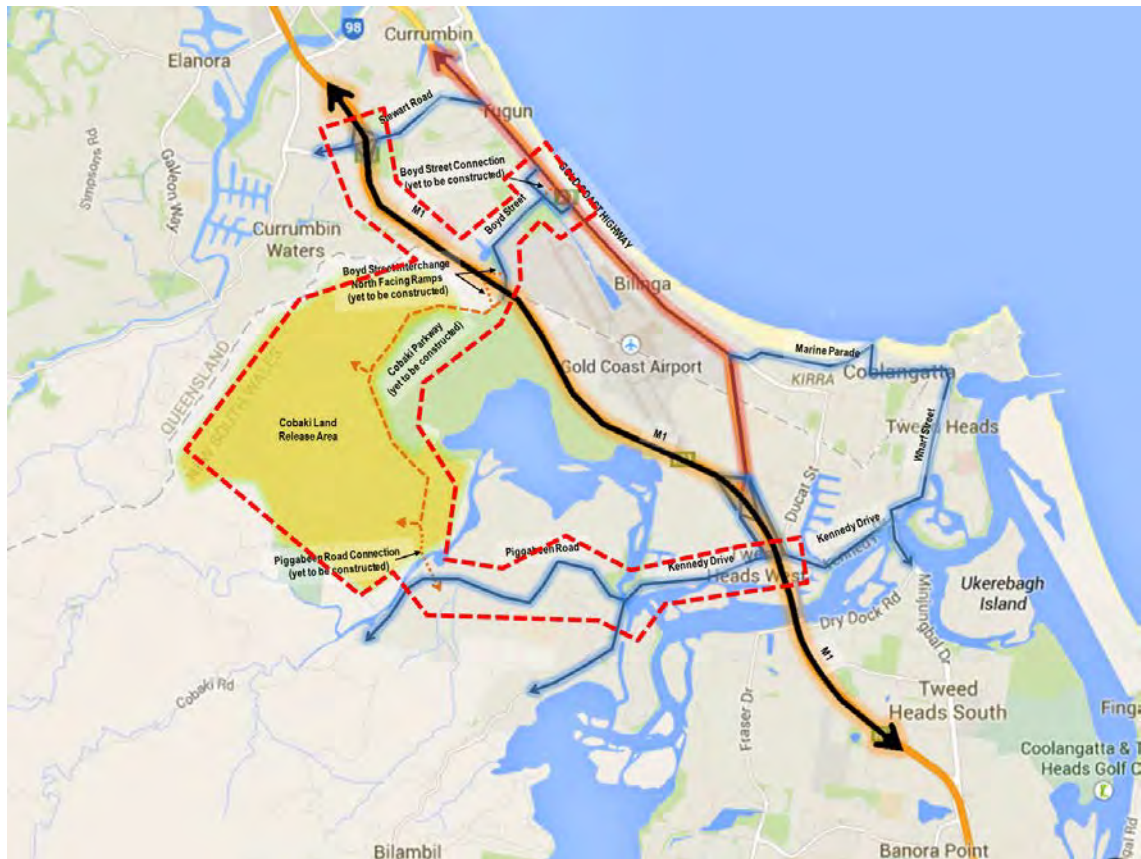 98
Currumbin
Elanora
Simpsons Rd
Galleon Way
Stewart Road
Tugun
Boyd Street Connection
(yet to be constructed)
GOLD COAST HIGHWAY
M1
Boyd Street
Currumbin
Waters
Boyd Street Interchange
North Facing Ramps
(yet to be constructed)
Bilinga
Cobaki Parkway
(yet to be constructed)
Gold Coast Airport
Marine Parade
KIRRA
Coolangatta
QUEENSLAND
NEW SOUTH WALES
Cobaki Land
Release Area
Tweed Heads
Wharf Street
M1
Ducat St
Kennedy Drive
Piggabeen Road Connection
(yet to be constructed)
Piggabeen Road
Kennedy Drive
Tweed
Heads West
Ukerebagh
Island
Dry Dock Rd
Minjungbal Dr
M1
Cobaki Rd
Fraser Dr
Tweed
Heads South
Finga
Coolangatta & T
Heads Golf C
Bilambil
Banora Point
gal Rd